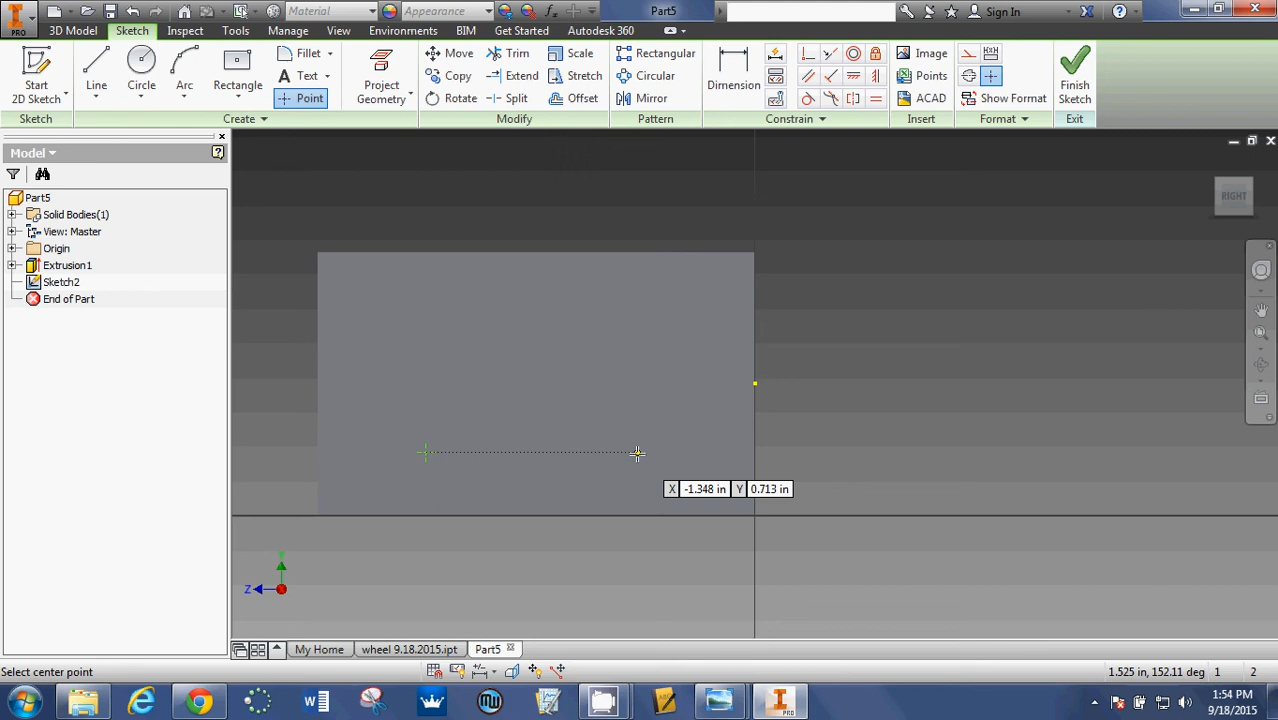 Material
Appearance
Part5
Sign In
PRO
3D Model
Sketch
Inspect
Tools
Manage
View
Environments
BIM
Get Started
Autodesk 360
Start
2D Sketch
Line
Circle
Arc
Rectangle
Fillet
Text
Point
Project
Geometry
Move
Copy
Rotate
Trim
Extend
Split
Scale
Stretch
Offset
Rectangular
Circular
Mirror
Dimension
Image
Points
ACAD
Show Format
Finish
Sketch
Sketch
Create
Modify
Pattern
Constrain
Insert
Format
Exit
Model
Part5
Solid Bodies(1)
View: Master
Origin
Extrusion1
Sketch2
End of Part
RIGHT
X -1.348 in Y 0.713 in
Y
Z
My Home
wheel 9.18.2015.ipt
Part5
Select center point
1.525 in, 152.11 deg 1 2
1:54 PM
9/18/2015
PRO